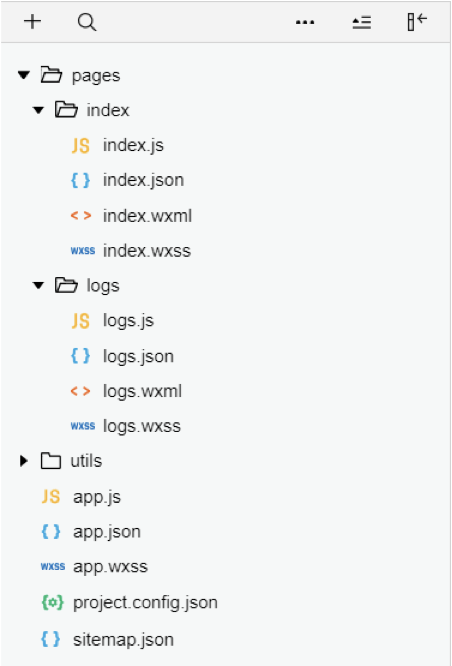 pages
index
JS index.js
{ } index.json
< > index.wxml
wxss index.wxss
logs
JS logs.js
{ } logs.json
< > logs.wxml
wxss logs.wxss
utils
JS app.js
{ } app.json
wxss app.wxss
project.config.json
{ } sitemap.json